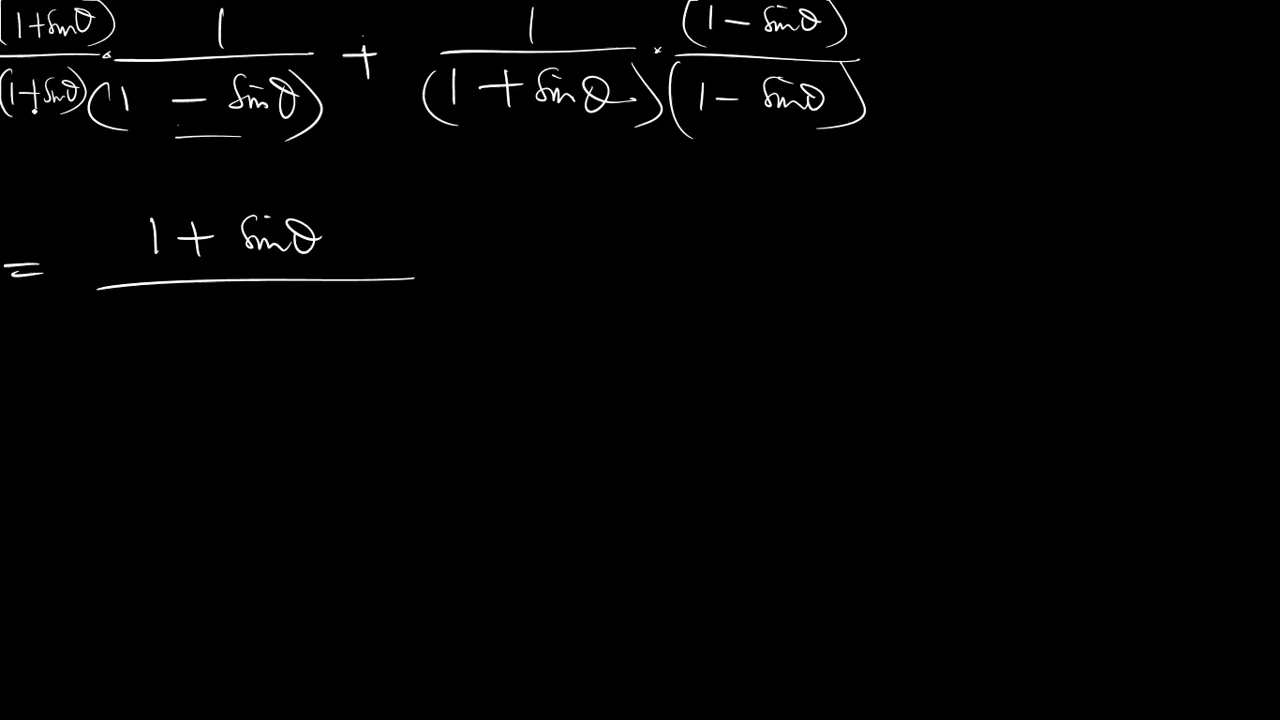 (1+sinθ)/(1+sinθ) · 1/(1 − sinθ) + 1/(1 + sinθ) · (1 − sinθ)/(1 − sinθ)
= 1 + sinθ